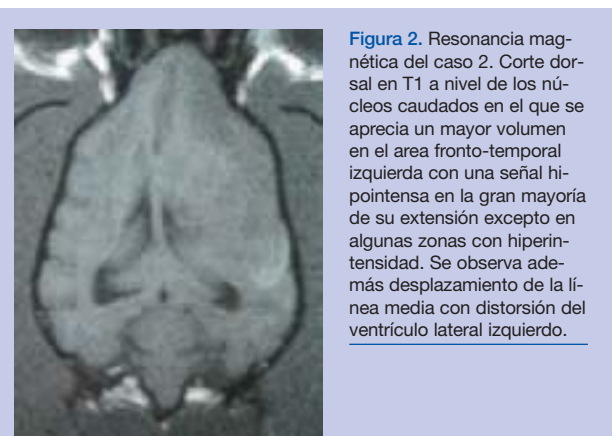 Figura 2. Resonancia mag-
nética del caso 2. Corte dor-
sal en T1 a nivel de los nú-
cleos caudados en el que se
aprecia un mayor volumen
en el area fronto-temporal
izquierda con una señal hi-
pointensa en la gran mayoría
de su extensión excepto en
algunas zonas con hiperin-
tensidad. Se observa ade-
más desplazamiento de la lí-
nea media con distorsión del
ventrículo lateral izquierdo.